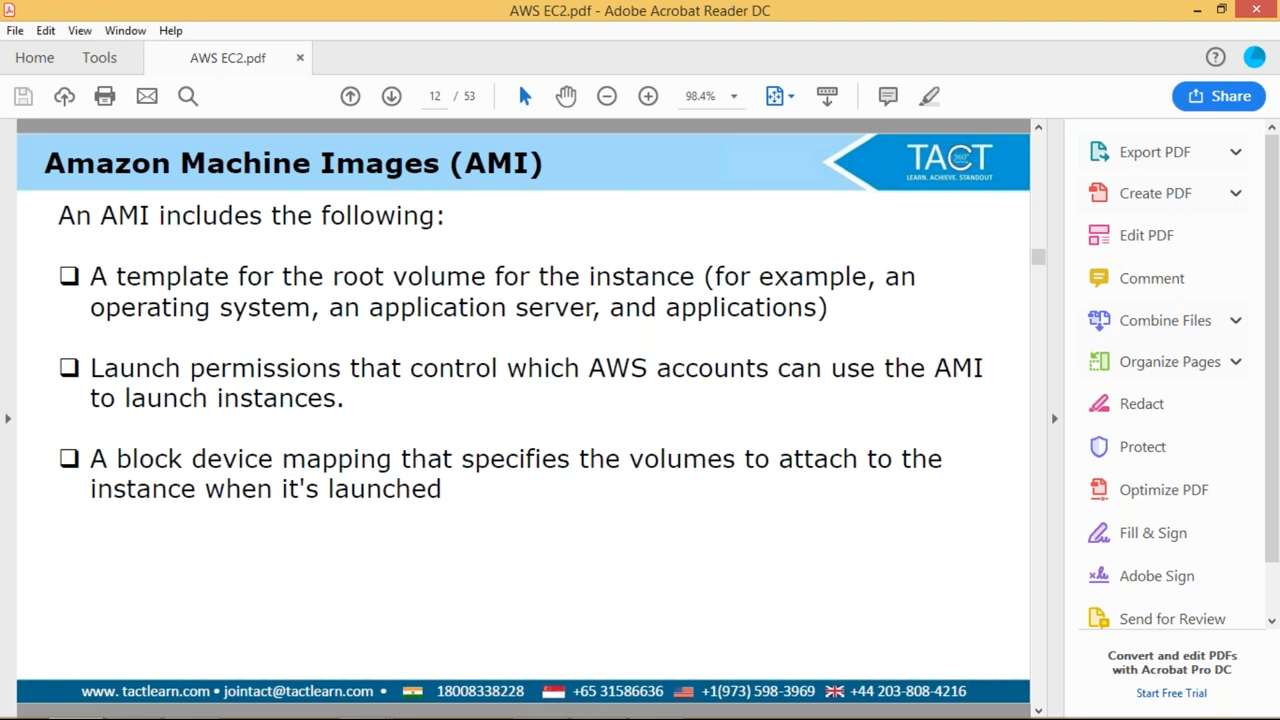 AWS EC2.pdf - Adobe Acrobat Reader DC
File Edit View Window Help
Home Tools AWS EC2.pdf ×
12 / 53 98.4% Share
Amazon Machine Images (AMI)
TACT
360°
LEARN. ACHIEVE. STANDOUT
An AMI includes the following:
❑ A template for the root volume for the instance (for example, an
operating system, an application server, and applications)
❑ Launch permissions that control which AWS accounts can use the AMI
to launch instances.
❑ A block device mapping that specifies the volumes to attach to the
instance when it's launched
www. tactlearn.com • jointact@tactlearn.com • 18008338228 +65 31586636 +1(973) 598-3969 +44 203-808-4216
Export PDF
Create PDF
Edit PDF
Comment
Combine Files
Organize Pages
Redact
Protect
Optimize PDF
Fill & Sign
Adobe Sign
Send for Review
Convert and edit PDFs
with Acrobat Pro DC
Start Free Trial